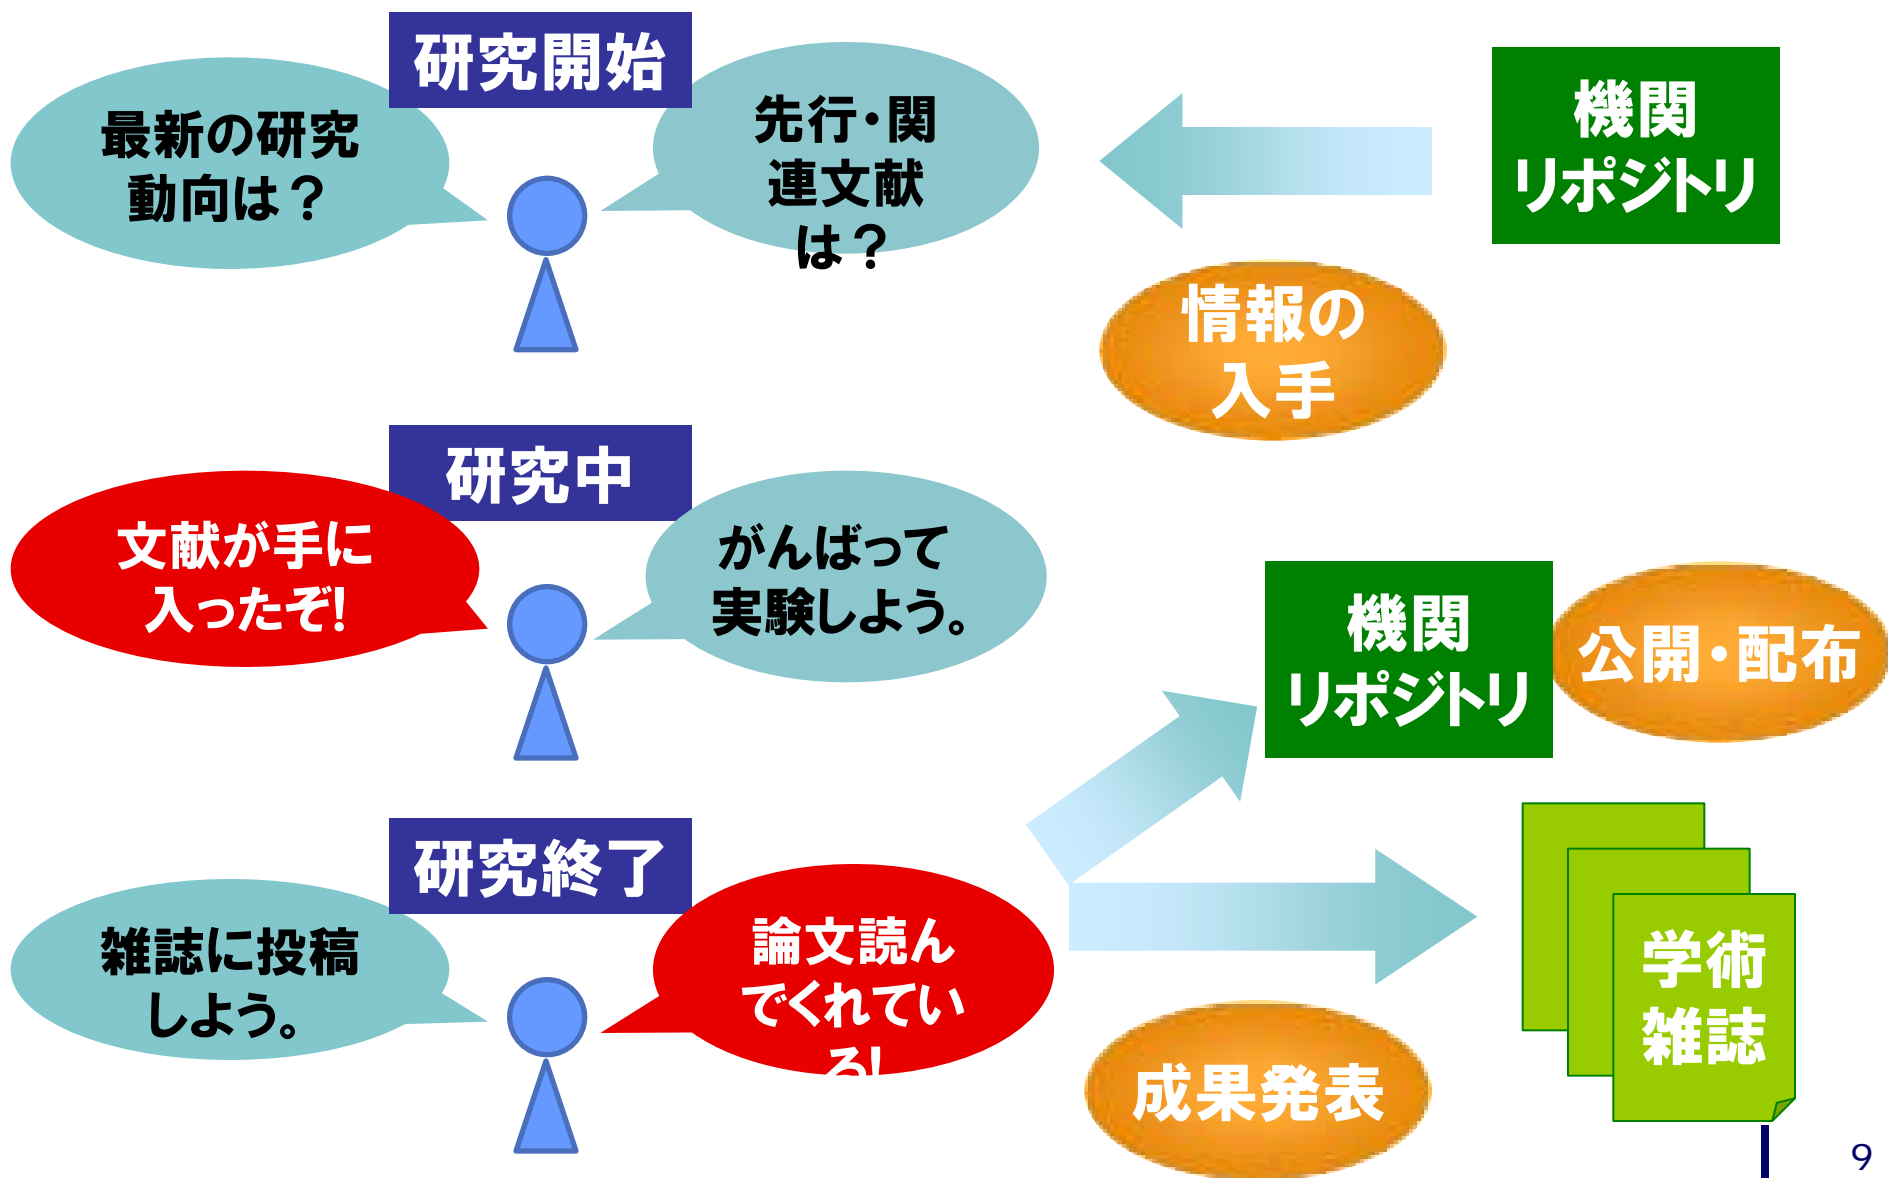 研究開始
最新の研究
動向は？
先行・関
連文献
は？
機関
リポジトリ
情報の
入手
研究中
文献が手に
入ったぞ!
がんばって
実験しよう。
機関
リポジトリ
公開・配布
研究終了
雑誌に投稿
しよう。
論文読ん
でくれてい
る!
成果発表
学術
雑誌
9